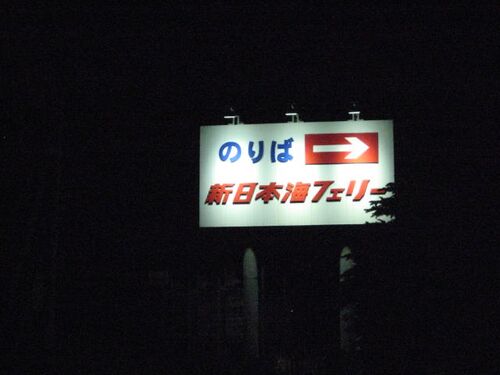 のりば →
新日本海フェリー